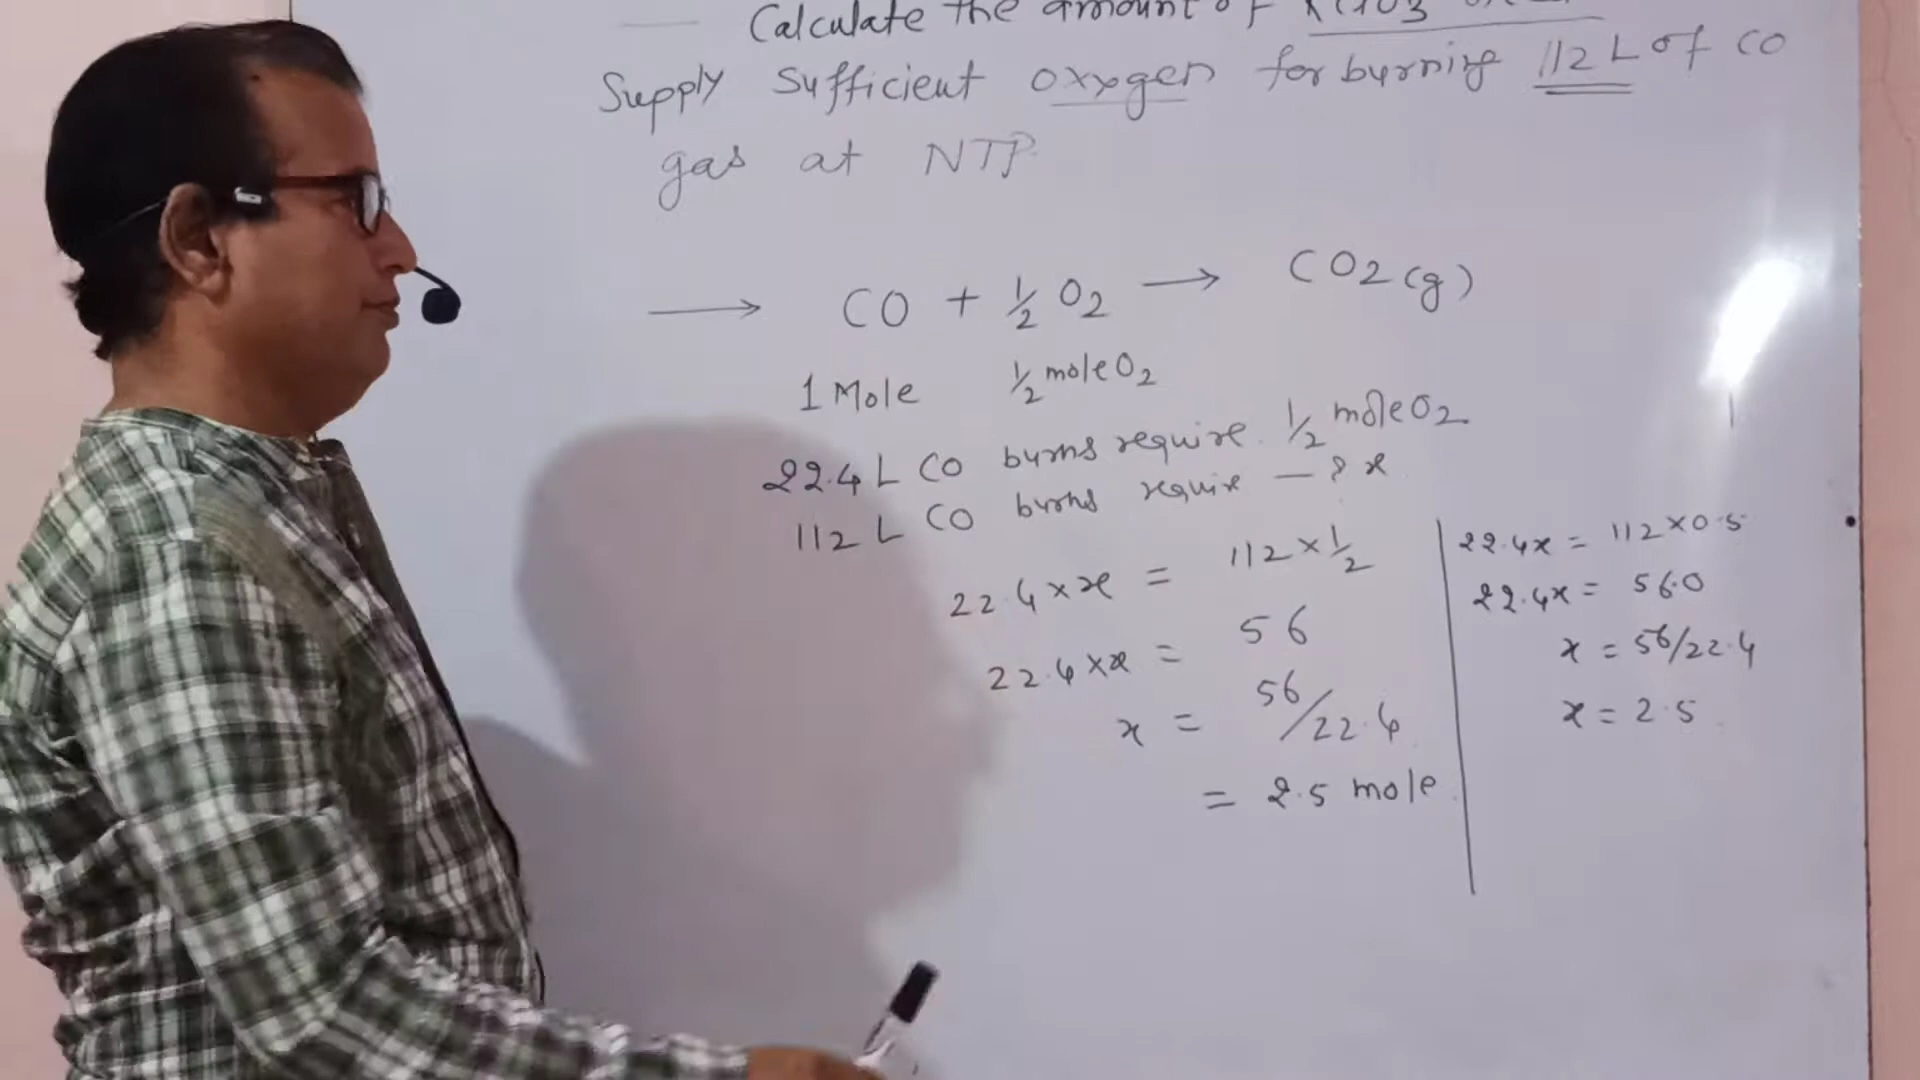 Calculate the amount of KClO3
Supply sufficient oxygen for burning 112 L of CO
gas at NTP
→ CO + 1/2 O2 → CO2 (g)
1 Mole 1/2 mole O2
22.4 L CO burns require 1/2 mole O2
112 L CO burns require — ? x
22.4 × x = 112 × 1/2
22.4 × x = 56
x = 56/22.4
= 2.5 mole
22.4x = 112 × 0.5
22.4x = 56.0
x = 56/22.4
x = 2.5